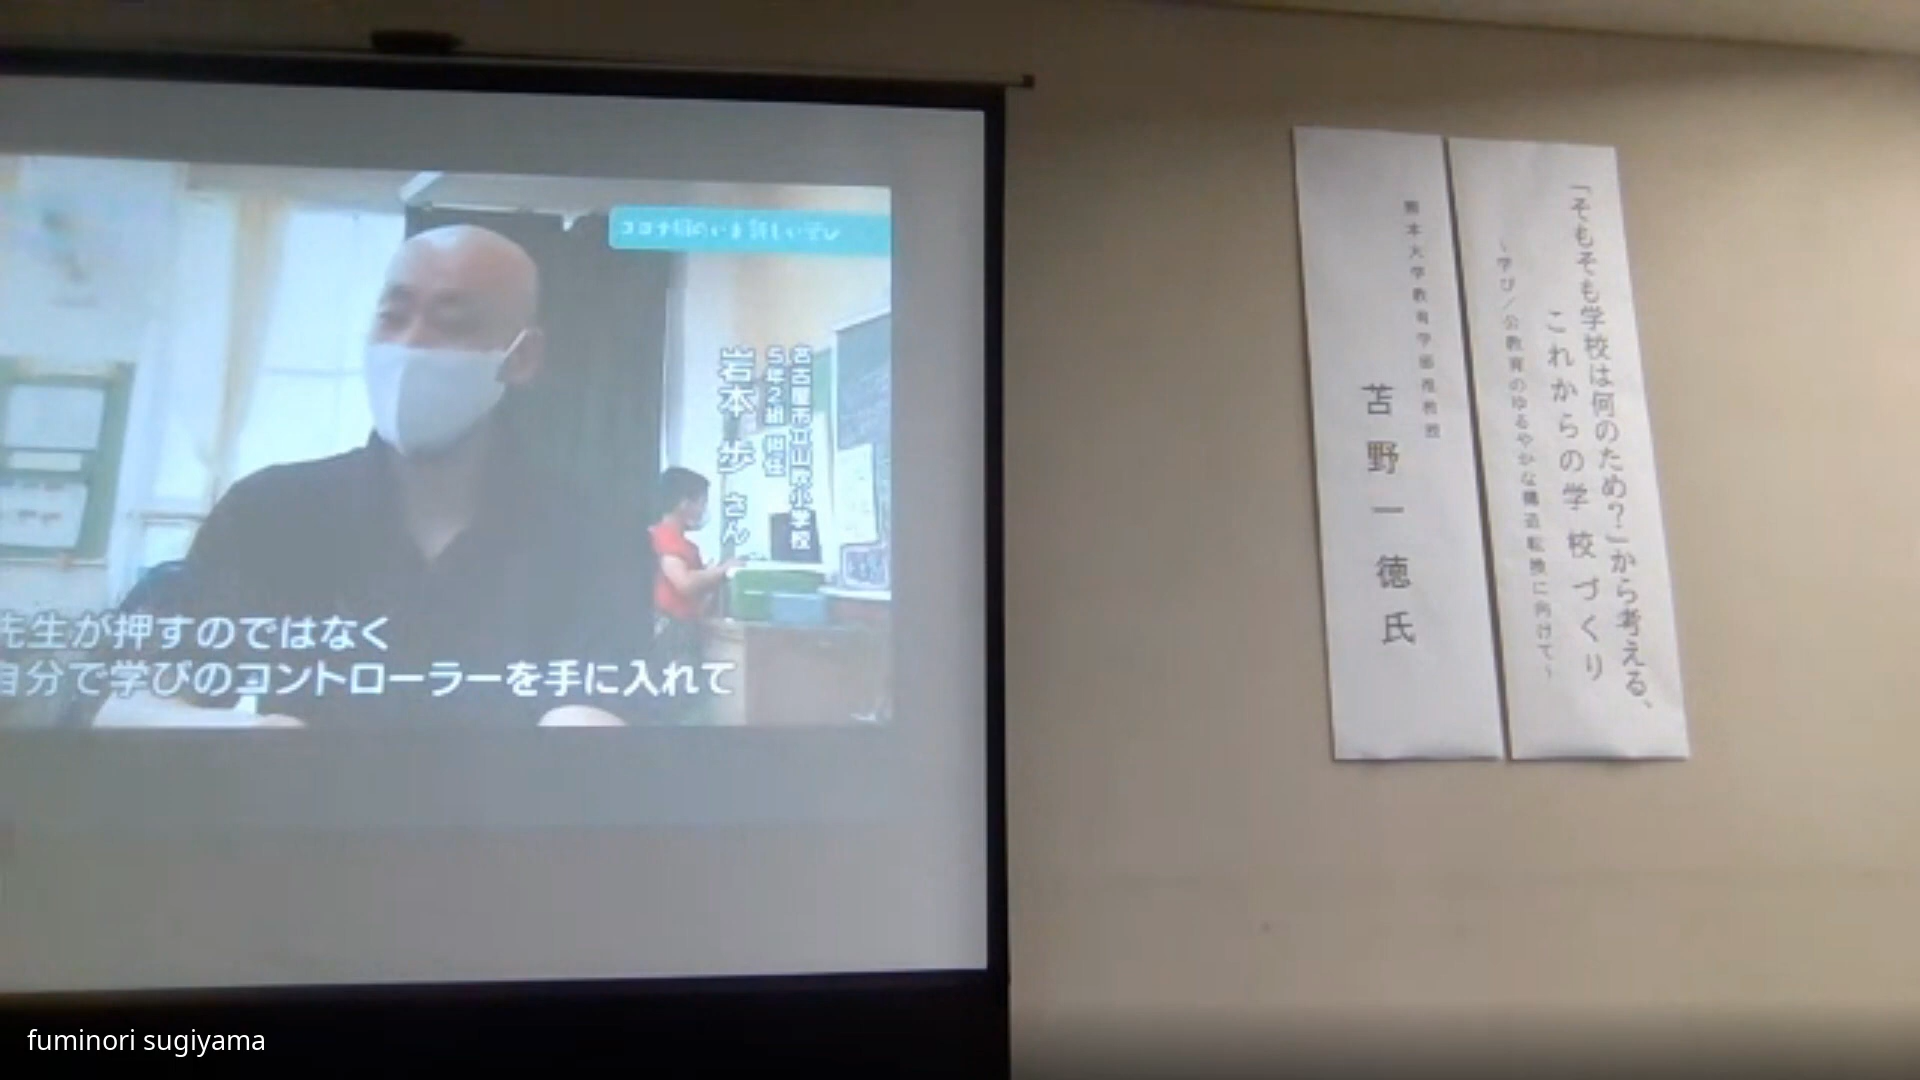 コロナ禍のいま 新しい学び
名古屋市立山吹小学校
5年2組 担任
岩本 歩 さん
先生が押すのではなく
自分で学びのコントローラーを手に入れて
「そもそも学校は何のため？」から考える、
これからの学校づくり
～学び／公教育のゆるやかな構造転換に向けて～
熊本大学教育学部准教授
苫野一徳氏
fuminori sugiyama